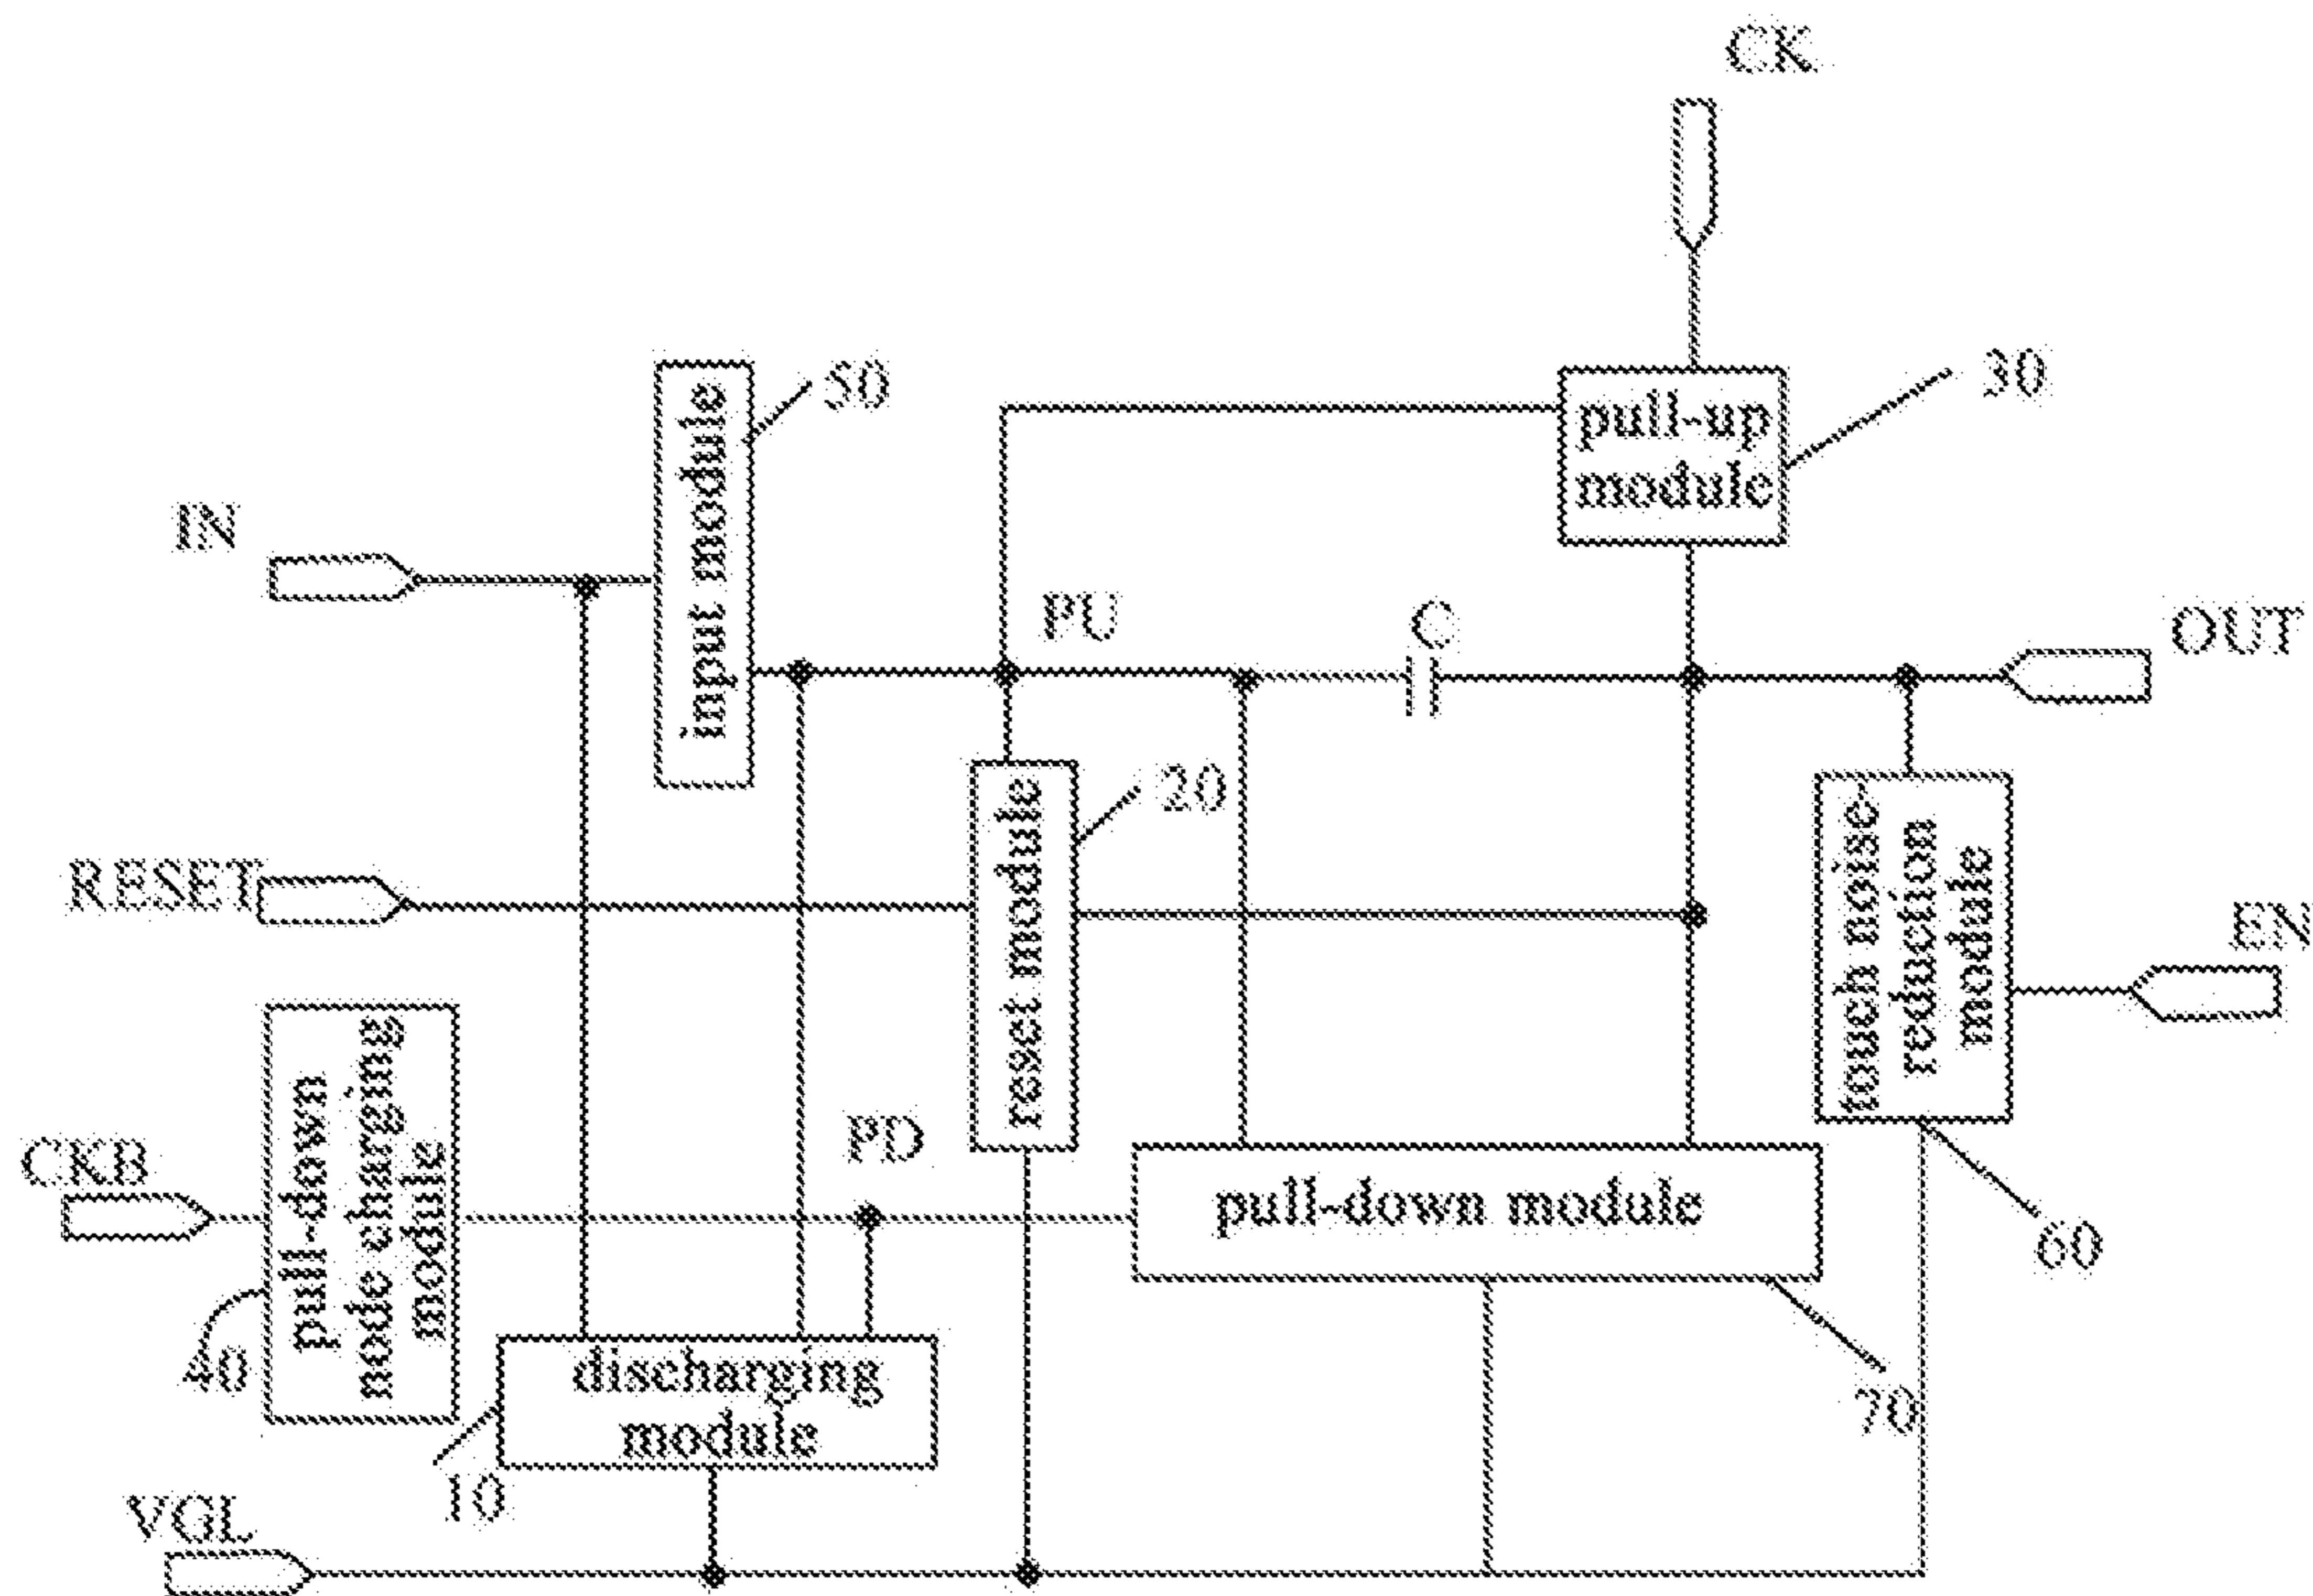 CK
50
input module
pull-up
module
30
IN
PU
C
OUT
20
reset module
RESET
touch noise-
reduction
module
EN
pull-down
node charging
module
CKB
PD
pull-down module
60
40
discharging
module
10
70
VGL